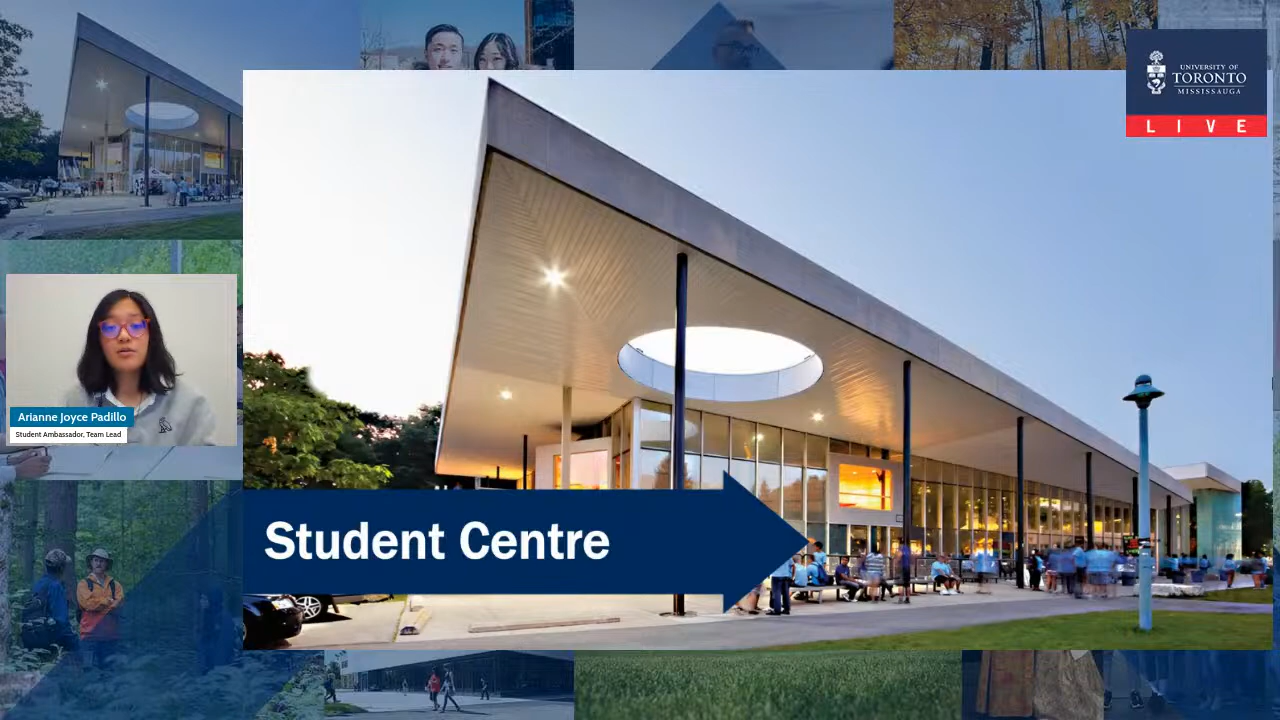 UNIVERSITY OF
TORONTO
MISSISSAUGA
LIVE
Arianne Joyce Padillo
Student Ambassador, Team Lead
Student Centre